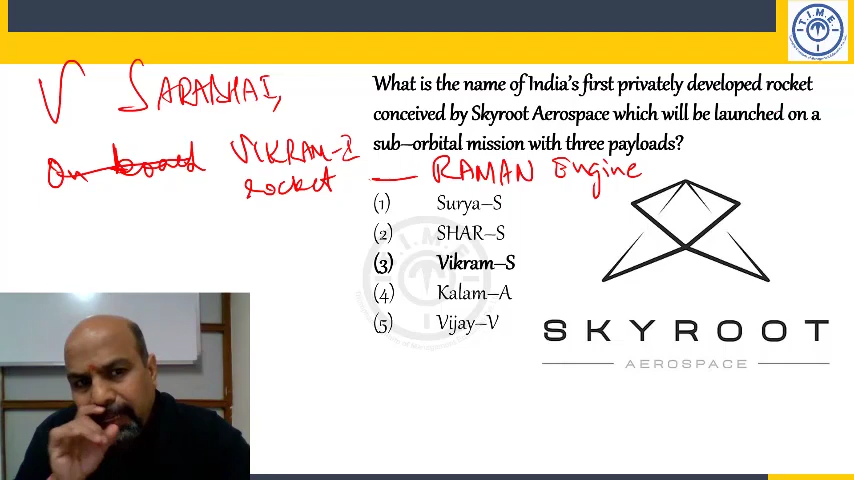 T.I.M.E.
V SARABHAI,
What is the name of India's first privately developed rocket
conceived by Skyroot Aerospace which will be launched on a
sub-orbital mission with three payloads?
On board VIKRAM-I
rocket
— RAMAN Engine
(1) Surya–S
(2) SHAR–S
(3) Vikram–S
(4) Kalam–A
(5) Vijay–V
SKYROOT
AEROSPACE